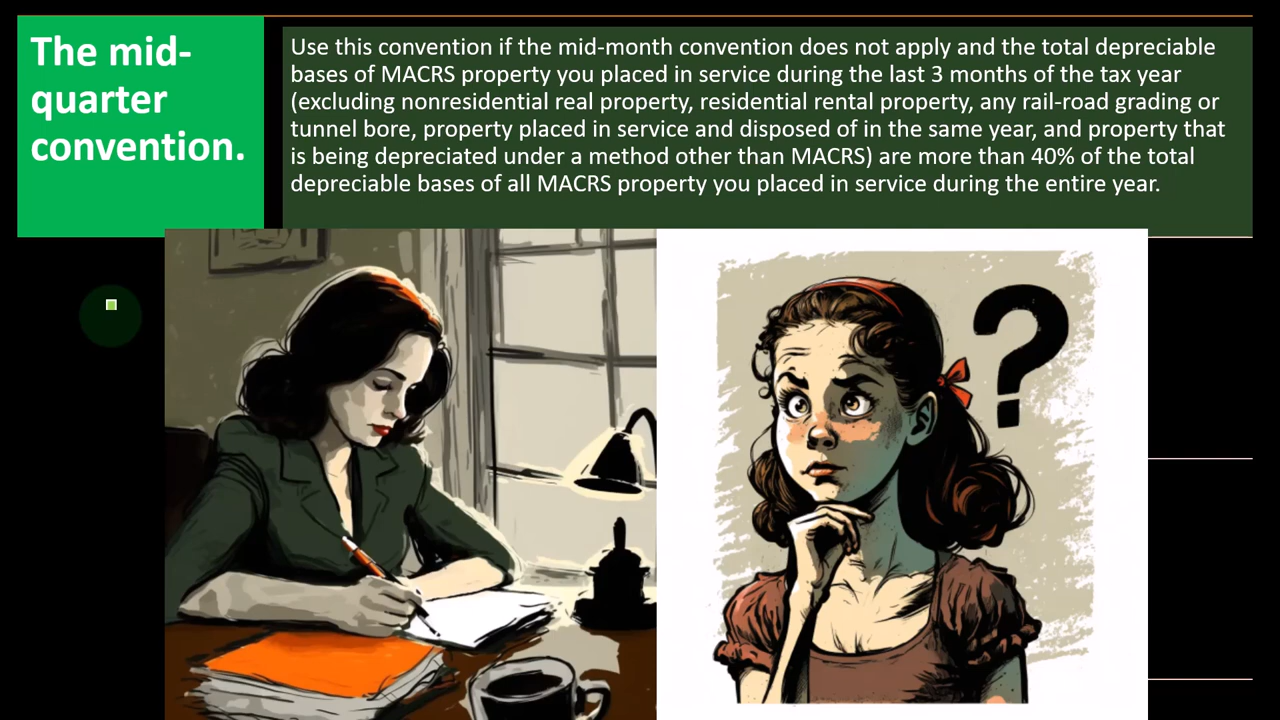 The mid-
quarter
convention.
Use this convention if the mid-month convention does not apply and the total depreciable
bases of MACRS property you placed in service during the last 3 months of the tax year
(excluding nonresidential real property, residential rental property, any rail-road grading or
tunnel bore, property placed in service and disposed of in the same year, and property that
is being depreciated under a method other than MACRS) are more than 40% of the total
depreciable bases of all MACRS property you placed in service during the entire year.
?